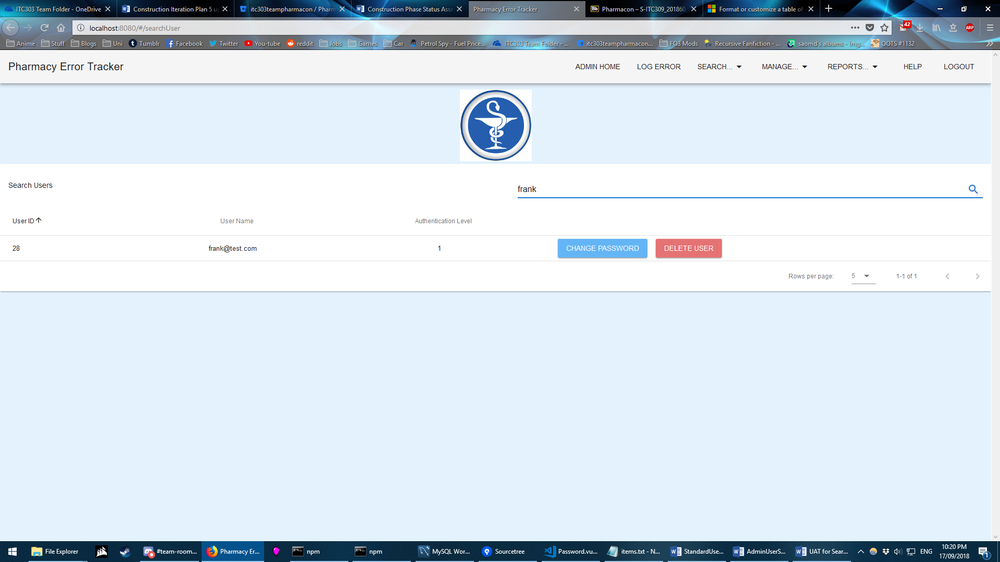 ITC303 Team Folder - OneDrive
Construction Iteration Plan 5 u
itc303teampharmacon / Pharm
Construction Phase Status Asse
Pharmacy Error Tracker
Pharmacon – S-ITC309_201860
Format or customize a table of
localhost:8080/#/searchUser
42
ABP
Anime
Stuff
Blogs
Uni
Tumblr
Facebook
Twitter
You-tube
reddit
Jobs
Games
Car
Petrol Spy - Fuel Price...
ITC303 Team Folder - ...
itc303teampharmacon...
FO3 Mods
Recursive Fanfiction - ...
saomd's albums - Img...
OOTS #1132
Pharmacy Error Tracker
ADMIN HOME
LOG ERROR
SEARCH...
MANAGE...
REPORTS...
HELP
LOGOUT
Search Users
frank
User ID
User Name
Authentication Level
28
frank@test.com
1
CHANGE PASSWORD
DELETE USER
Rows per page:
5
1-1 of 1
File Explorer
#team-room...
Pharmacy Er...
npm
npm
MySQL Wor...
Sourcetree
Password.vu...
items.txt - N...
StandardUse...
AdminUserS...
UAT for Sear...
ENG
10:20 PM
17/09/2018
1